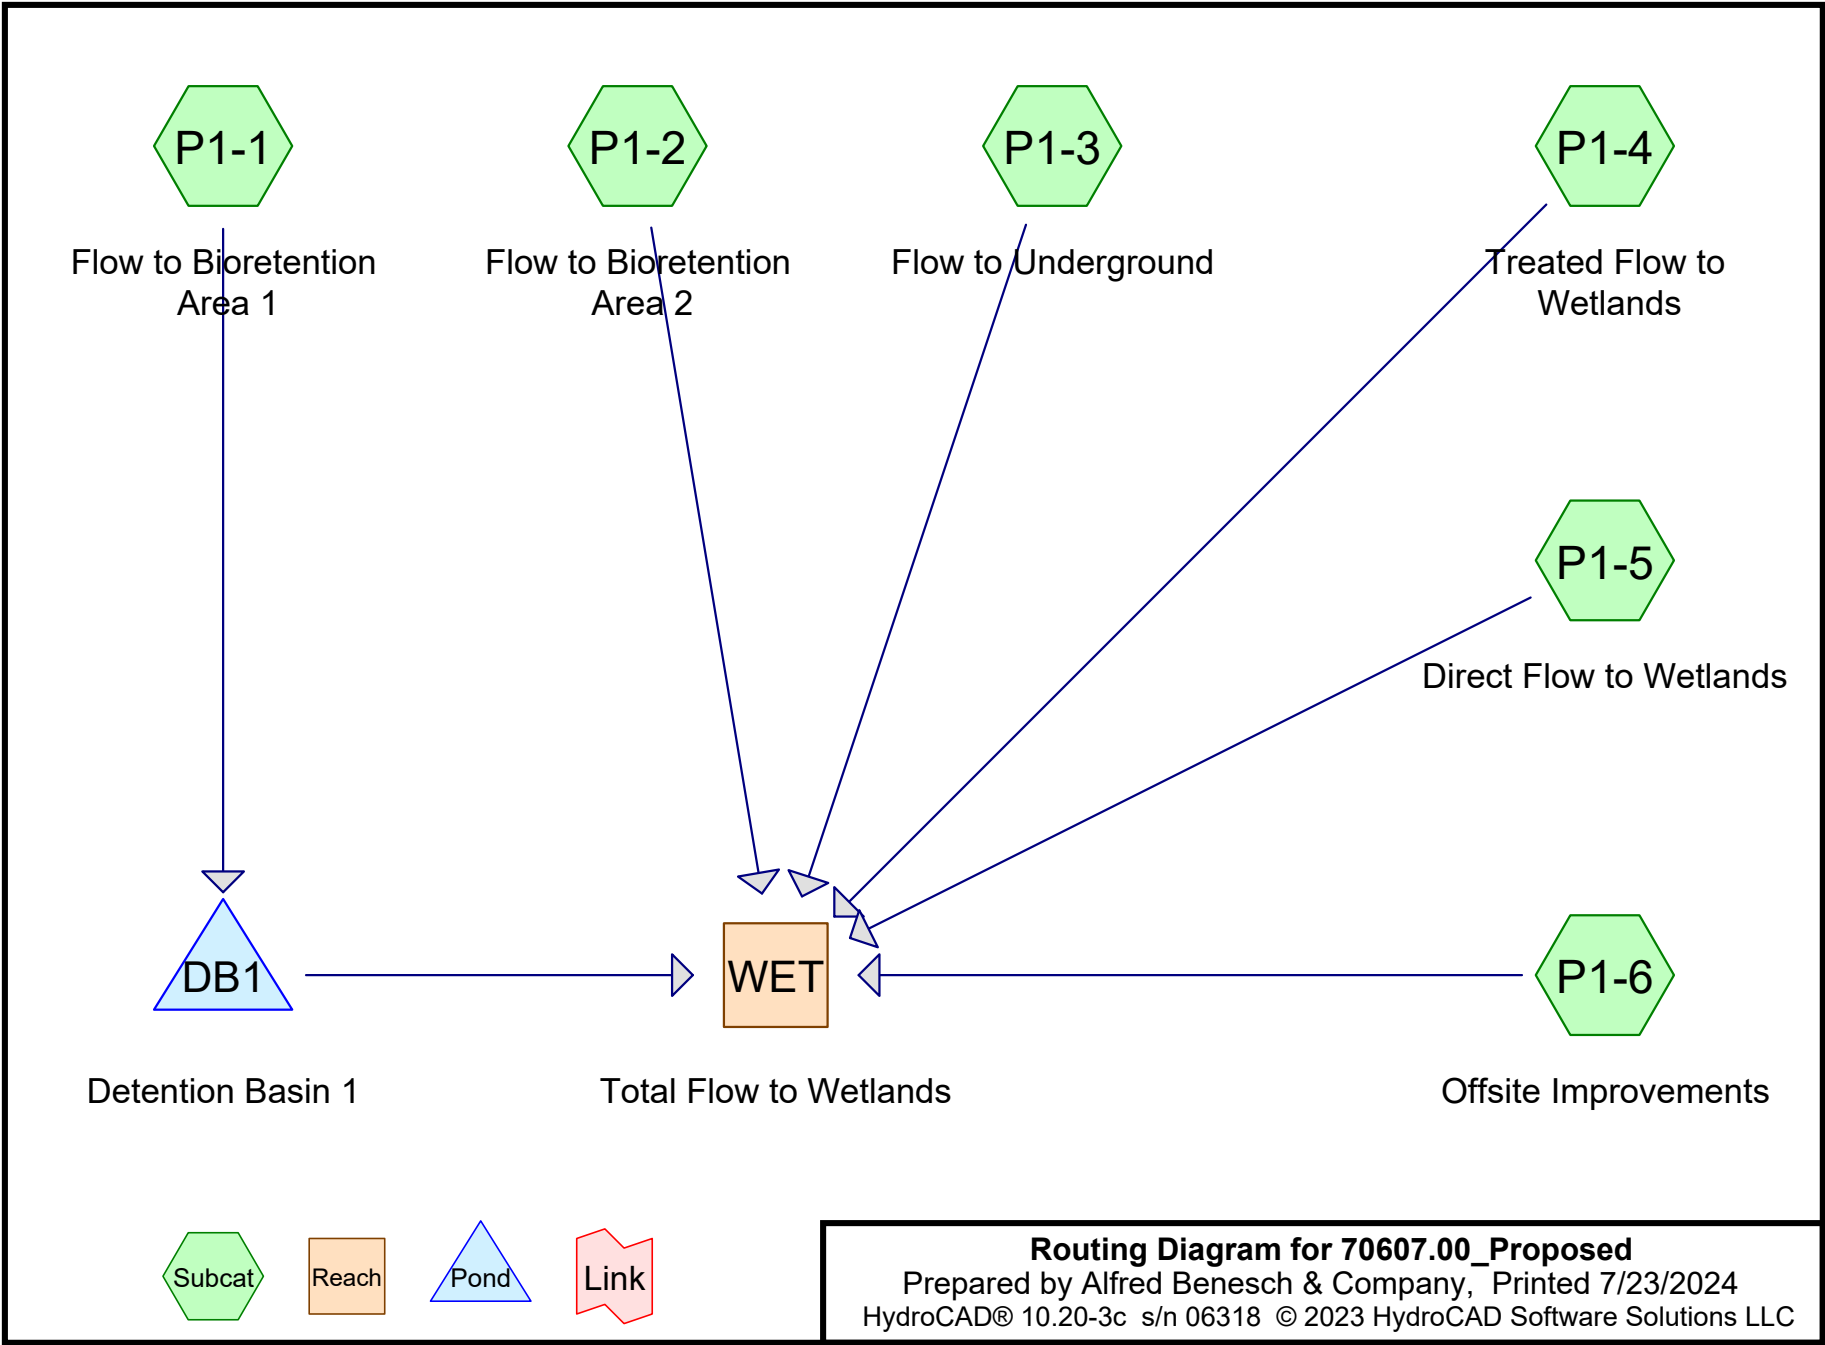 P1-1
P1-2
P1-3
P1-4
Flow to Bioretention
Area 1
Flow to Bioretention
Area 2
Flow to Underground
Treated Flow to
Wetlands
P1-5
Direct Flow to Wetlands
DB1
WET
P1-6
Detention Basin 1
Total Flow to Wetlands
Offsite Improvements
Subcat
Reach
Pond
Link
Routing Diagram for 70607.00_Proposed
Prepared by Alfred Benesch & Company, Printed 7/23/2024
HydroCAD® 10.20-3c s/n 06318 © 2023 HydroCAD Software Solutions LLC